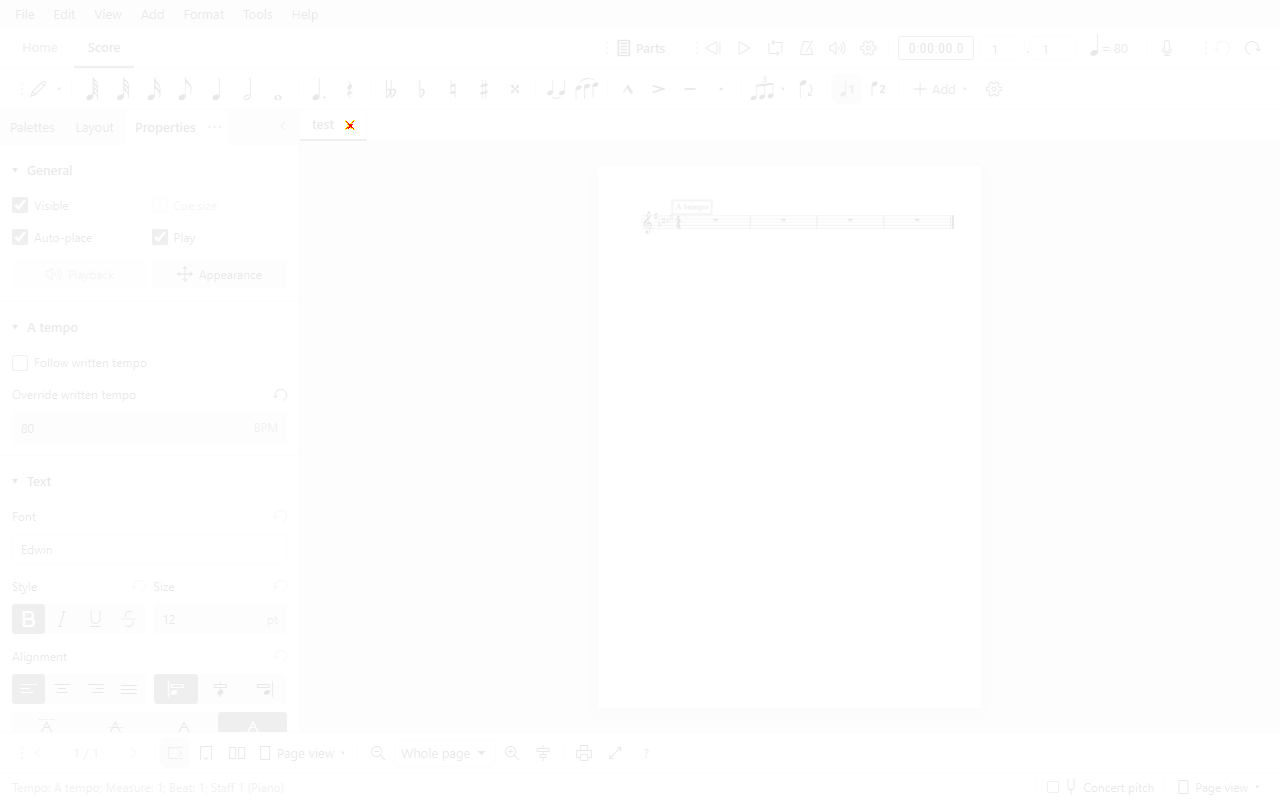 File Edit View Add Format Tools Help
Home Score Parts 0:00:00.0 1 . 1 = 80
Add
Palettes Layout Properties test
General
Visible Cue size
Auto-place Play
Playback Appearance
A tempo
A tempo
Follow written tempo
Override written tempo
80 BPM
Text
Font
Edwin
Style Size
B I U S 12 pt
Alignment
1 / 1 Page view Whole page ?
Tempo: A tempo; Measure: 1; Beat: 1; Staff 1 (Piano) Concert pitch Page view